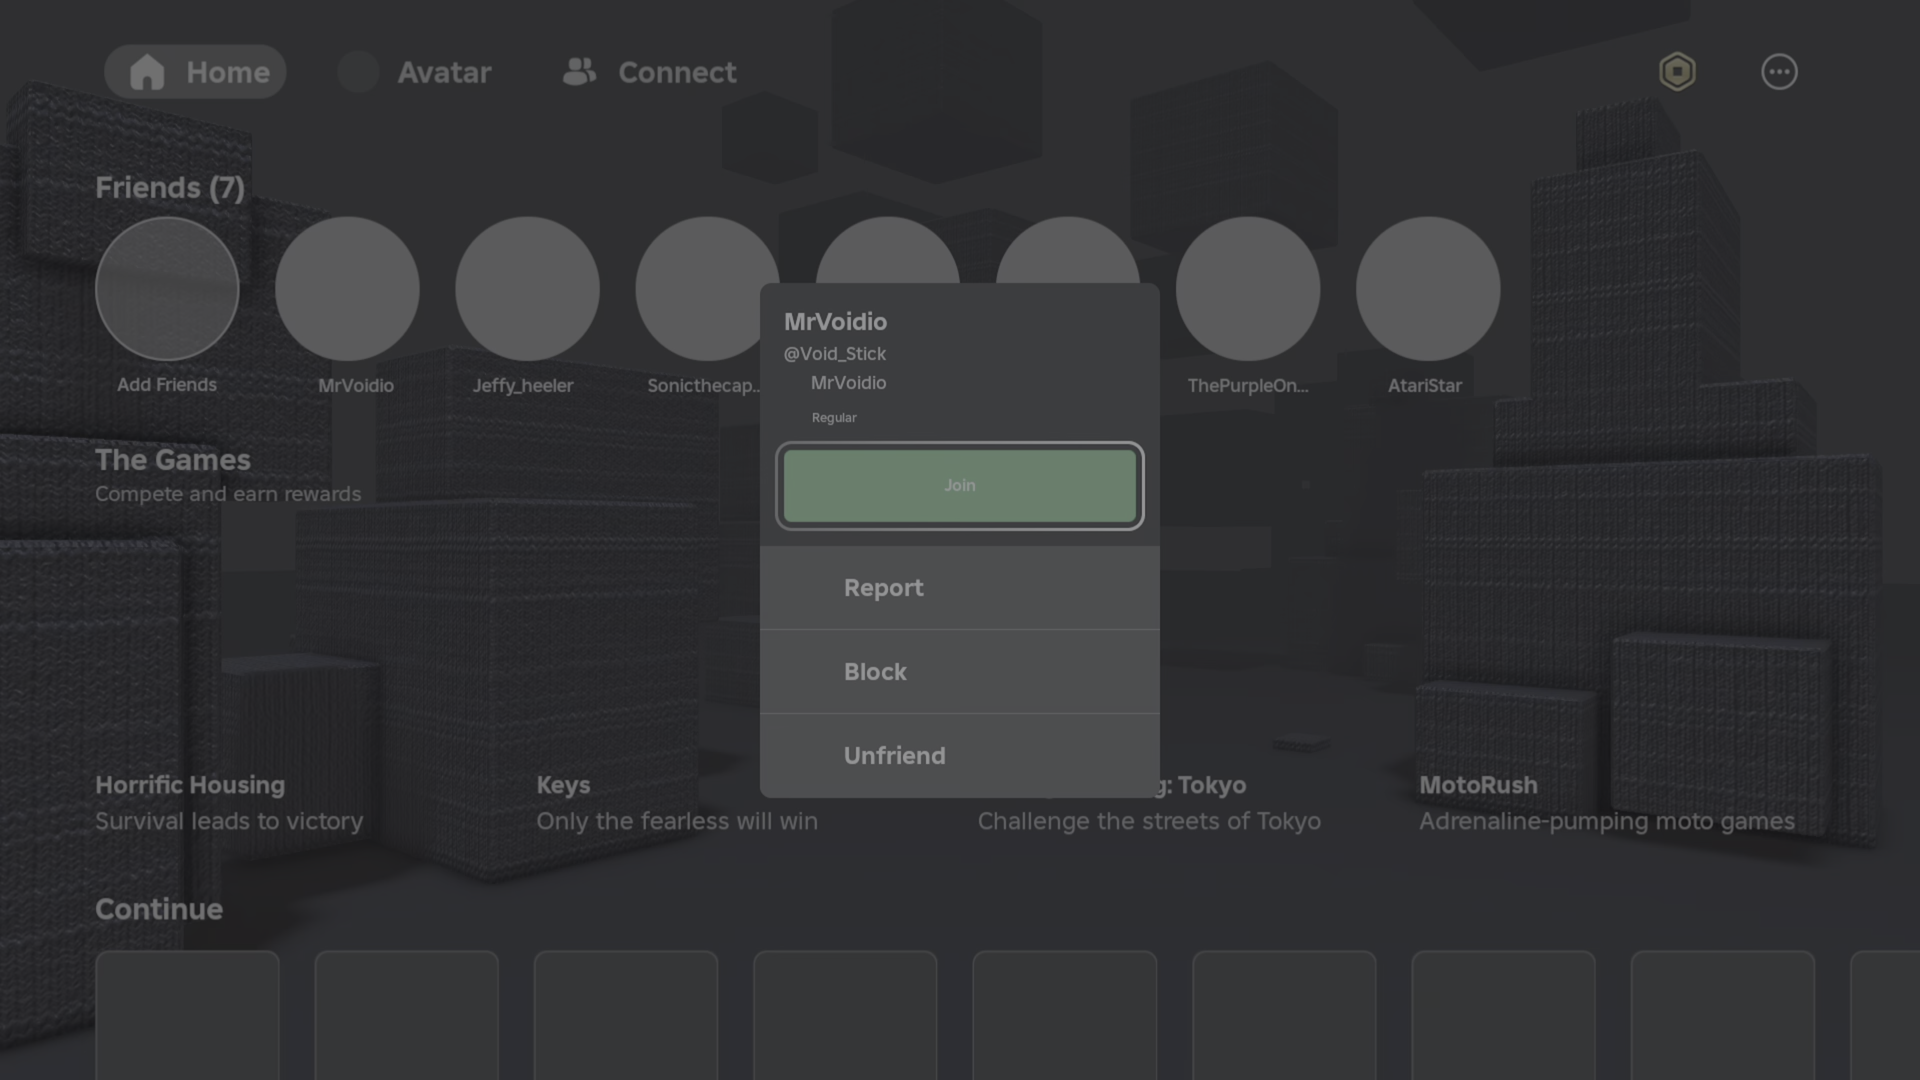 Home
Avatar
Connect
Friends (7)
Add Friends
MrVoidio
Jeffy_heeler
Sonicthecap..
ThePurpleOn...
AtariStar
MrVoidio
@Void_Stick
MrVoidio
Regular
Join
Report
Block
Unfriend
The Games
Compete and earn rewards
Horrific Housing
Survival leads to victory
Keys
Only the fearless will win
: Tokyo
Challenge the streets of Tokyo
MotoRush
Adrenaline-pumping moto games
Continue